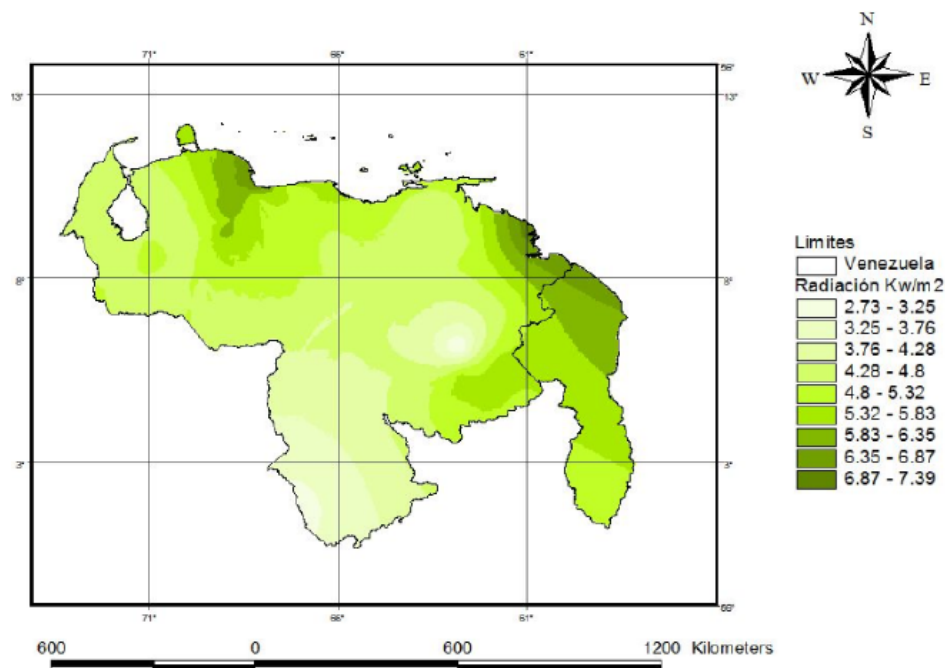 N
W E
S
71° 66° 61°
56°
13° 13°
8° 8°
3° 3°
66°
71° 66° 61°
Limites
Venezuela
Radiación Kw/m2
2.73 - 3.25
3.25 - 3.76
3.76 - 4.28
4.28 - 4.8
4.8 - 5.32
5.32 - 5.83
5.83 - 6.35
6.35 - 6.87
6.87 - 7.39
600 0 600 1200 Kilometers